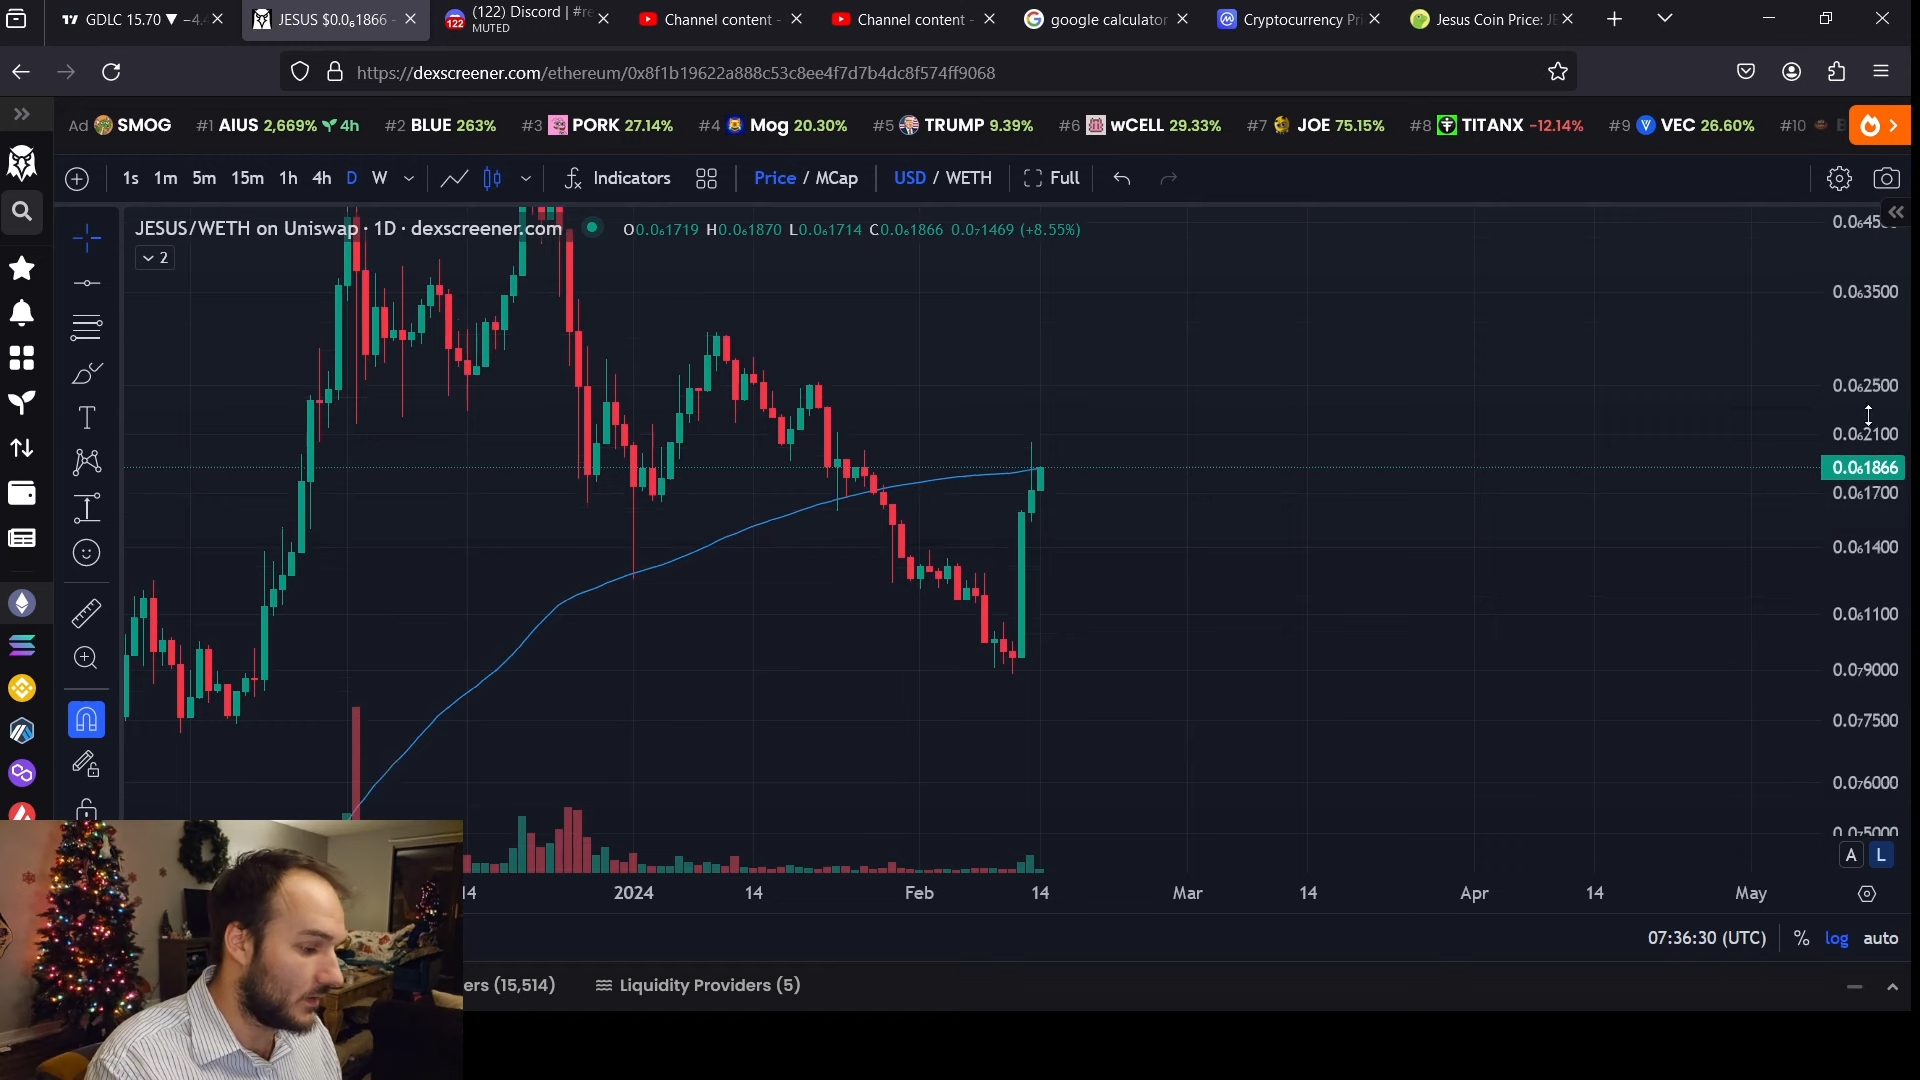 GDLC 15.70 ▼ −4.
JESUS $0.0₆1866 -
(122) Discord | #re
MUTED
Channel content -
Channel content -
google calculator
Cryptocurrency Pri
Jesus Coin Price: JE
https://dexscreener.com/ethereum/0x8f1b19622a888c53c8ee4f7d7b4dc8f574ff9068
Ad SMOG #1 AIUS 2,669% 4h #2 BLUE 263% #3 PORK 27.14% #4 Mog 20.30% #5 TRUMP 9.39% #6 wCELL 29.33% #7 JOE 75.15% #8 TITANX -12.14% #9 VEC 26.60% #10
1s 1m 5m 15m 1h 4h D W Indicators Price / MCap USD / WETH Full
JESUS/WETH on Uniswap · 1D · dexscreener.com O0.0₆1719 H0.0₆1870 L0.0₆1714 C0.0₆1866 0.0₇1469 (+8.55%)
2
0.0₆3500
0.0₆2500
0.0₆2100
0.0₆1866
0.0₆1700
0.0₆1400
0.0₆1100
0.0₇9000
0.0₇7500
0.0₇6000
0.0₇5000
A L
14 2024 14 Feb 14 Mar 14 Apr 14 May
07:36:30 (UTC) % log auto
ers (15,514) Liquidity Providers (5)